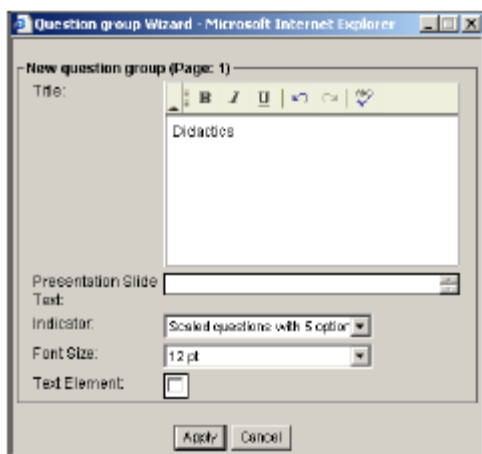 Question group Wizard - Microsoft Internet Explorer
New question group (Page: 1)
Title:
B I U ABC
Didactics
Presentation Slide
Text:
Indicator: Scaled questions with 5 option
Font Size: 12 pt
Text Element:
Apply Cancel